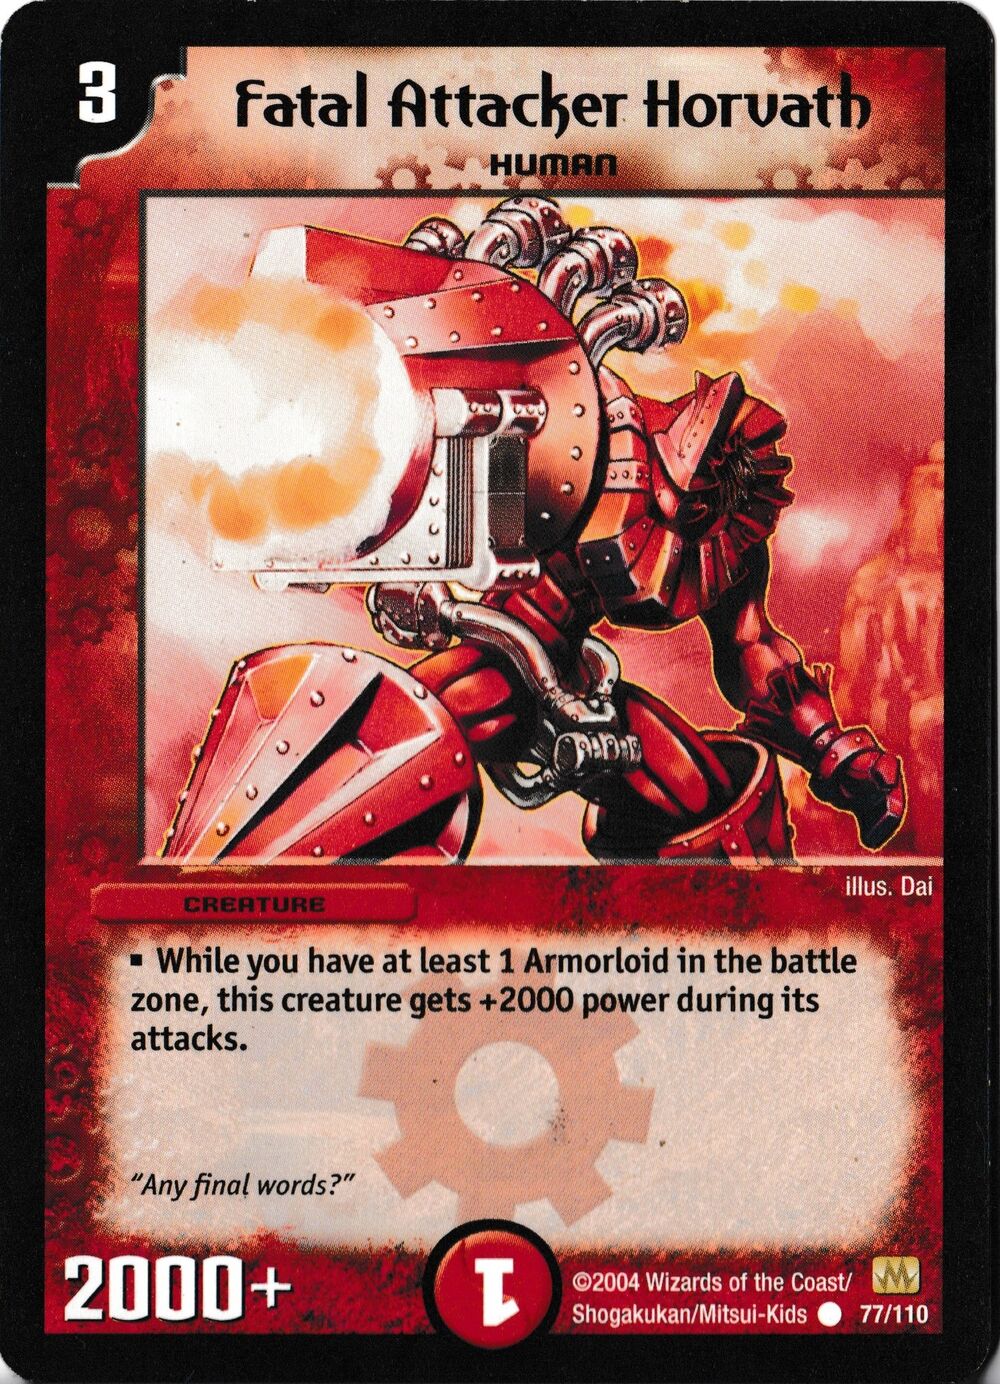 3
Fatal Attacker Horvath
HUMAN
illus. Dai
CREATURE
▪ While you have at least 1 Armorloid in the battle
zone, this creature gets +2000 power during its
attacks.
“Any final words?”
2000+
1
©2004 Wizards of the Coast/
Shogakukan/Mitsui-Kids ● 77/110